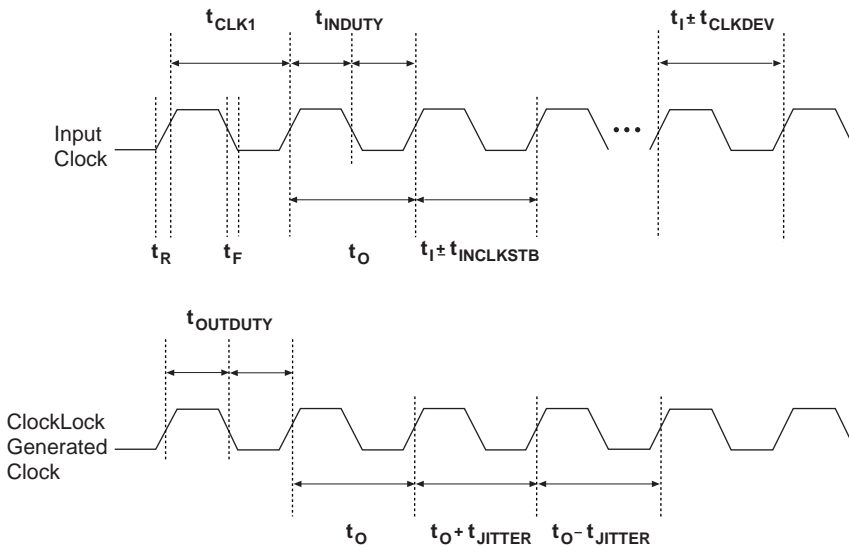 tCLK1 tINDUTY tI ± tCLKDEV
Input
Clock
•••
tR tF tO tI ± tINCLKSTB
tOUTDUTY
ClockLock
Generated
Clock
tO tO + tJITTER tO − tJITTER